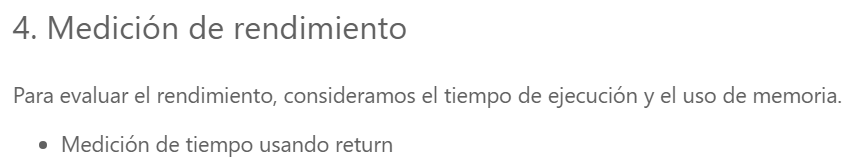 4. Medición de rendimiento
Para evaluar el rendimiento, consideramos el tiempo de ejecución y el uso de memoria.
• Medición de tiempo usando return